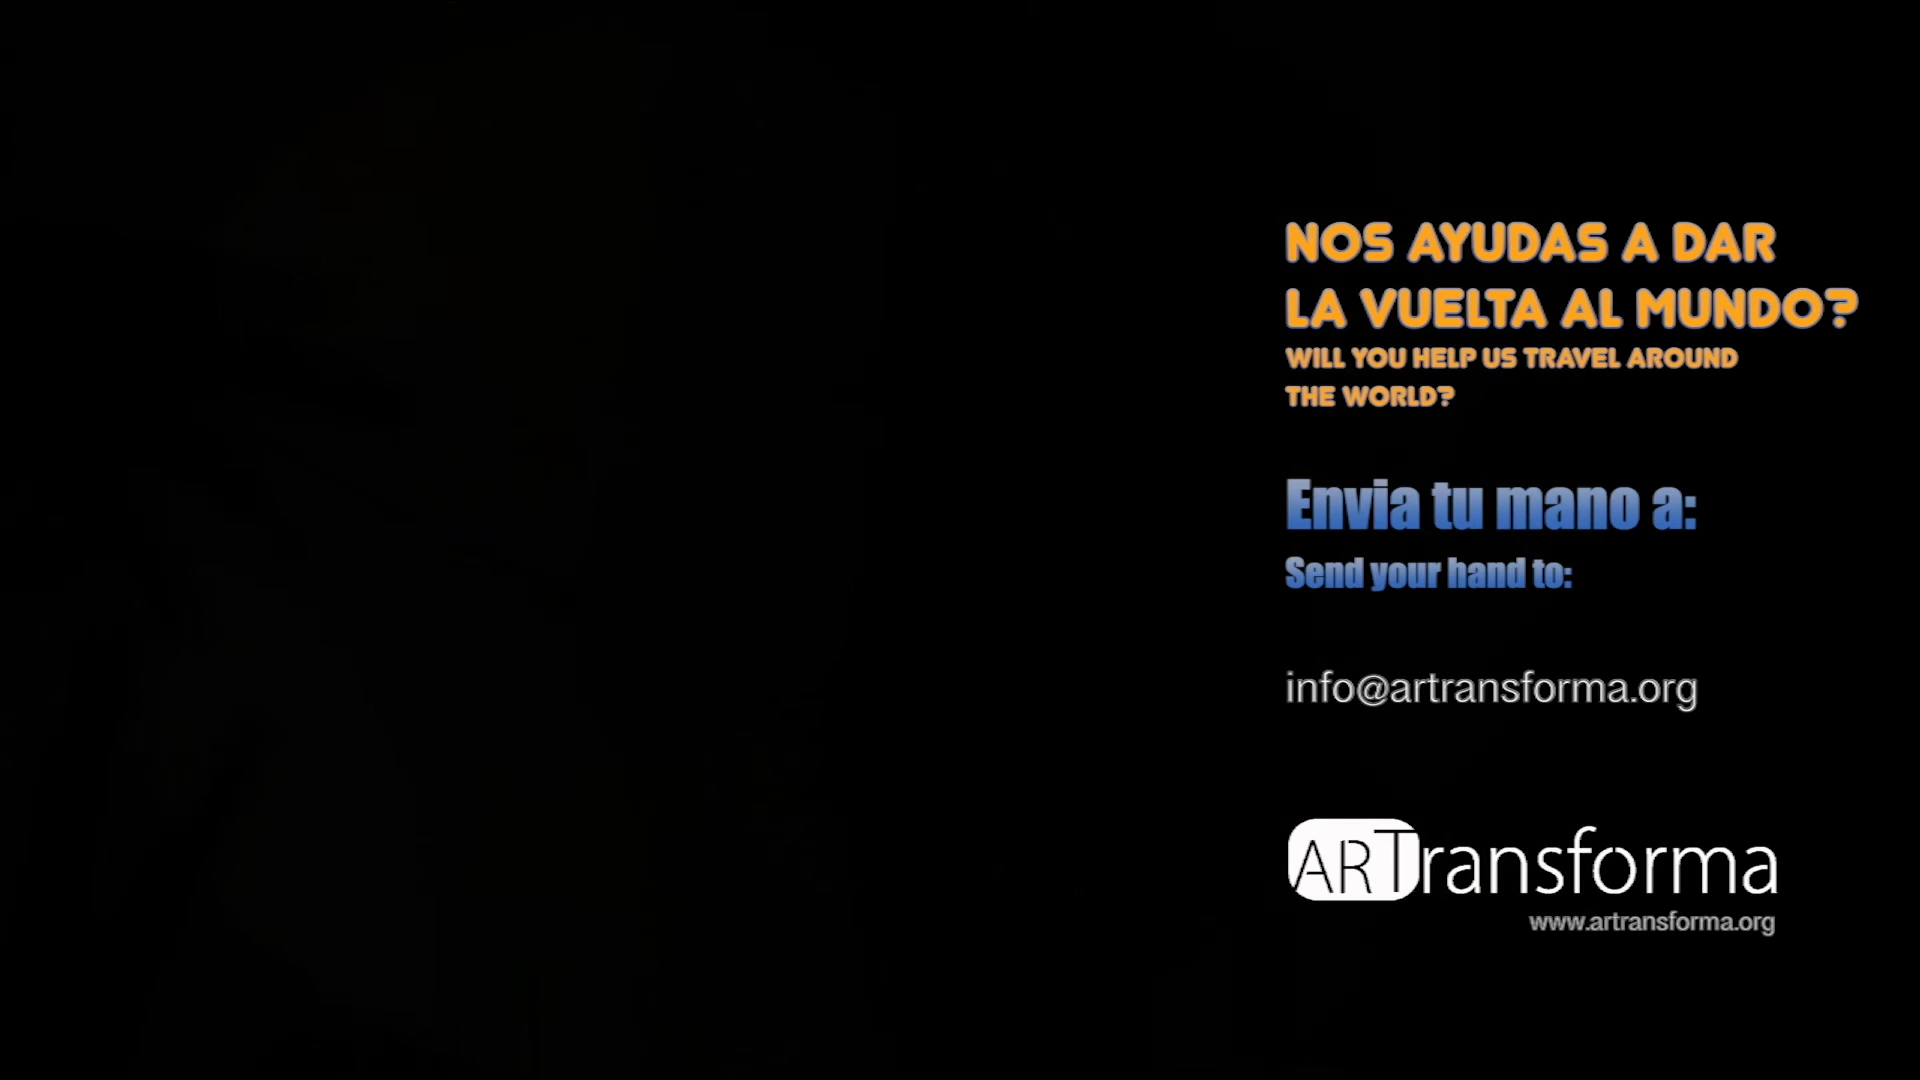 NOS AYUDAS A DAR
LA VUELTA AL MUNDO?
WILL YOU HELP US TRAVEL AROUND
THE WORLD?
Envia tu mano a:
Send your hand to:
info@artransforma.org
ARTransforma
www.artransforma.org